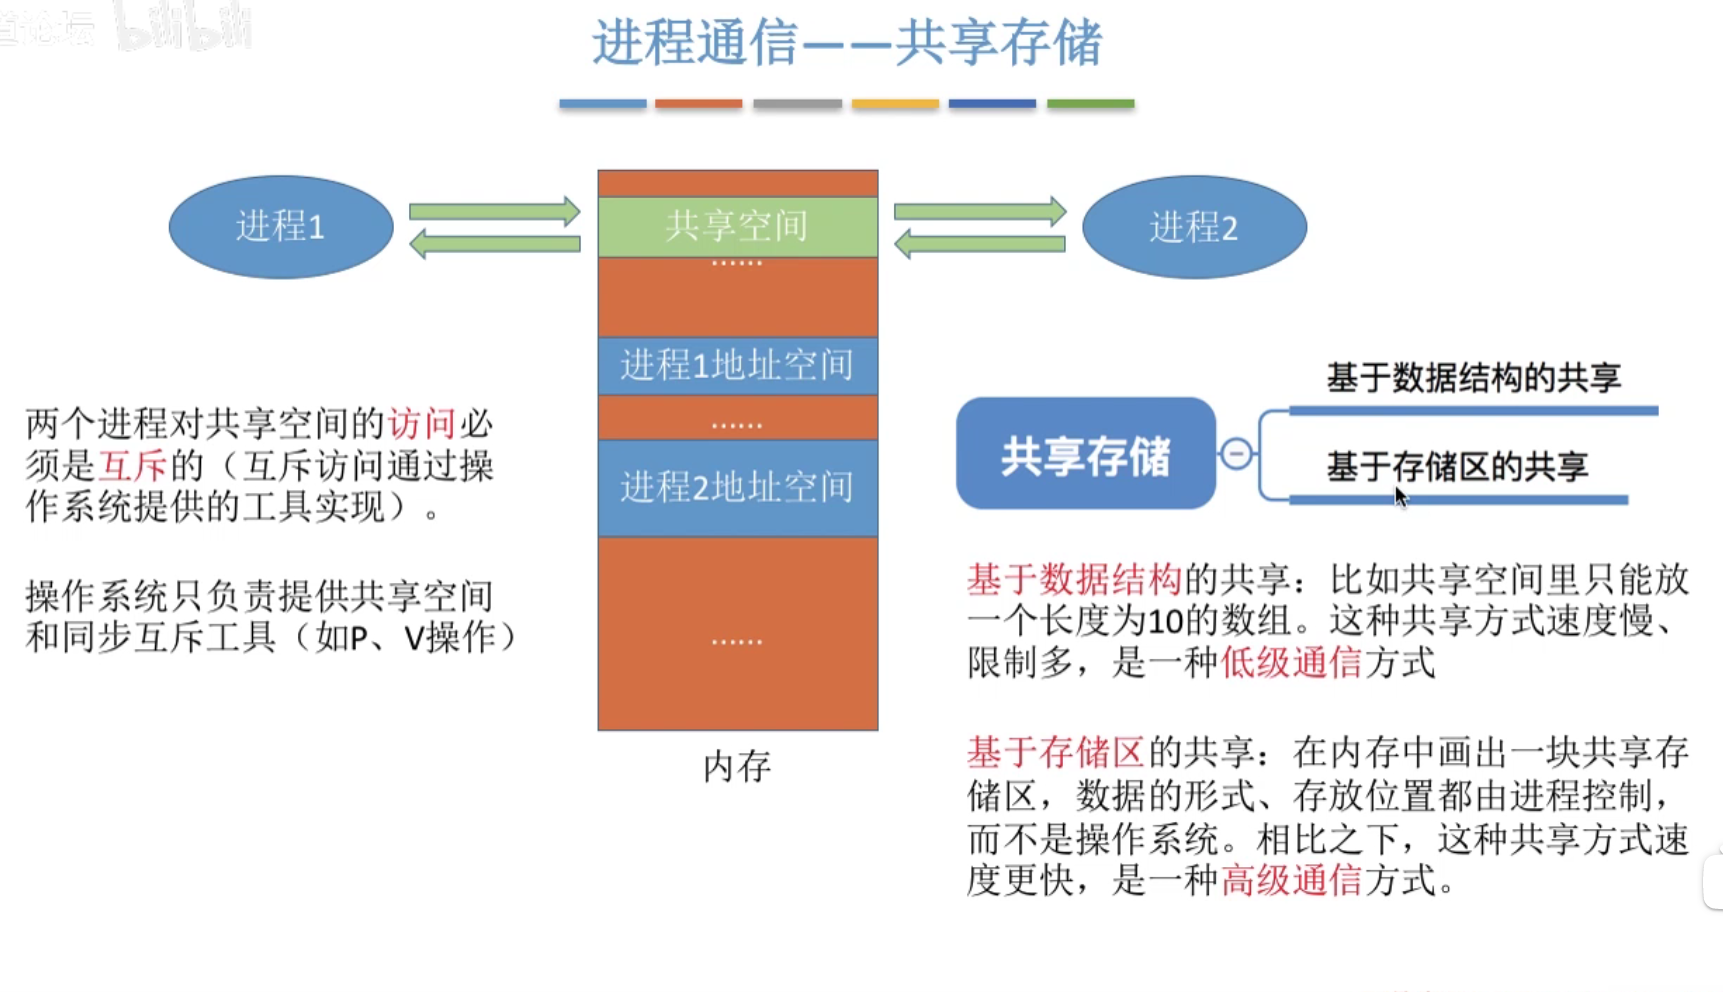 道论坛 bilibili
进程通信——共享存储
进程1
共享空间
进程2
......
进程1地址空间
......
进程2地址空间
......
内存
两个进程对共享空间的访问必
须是互斥的（互斥访问通过操
作系统提供的工具实现）。
操作系统只负责提供共享空间
和同步互斥工具（如P、V操作）
共享存储
基于数据结构的共享
基于存储区的共享
基于数据结构的共享：比如共享空间里只能放
一个长度为10的数组。这种共享方式速度慢、
限制多，是一种低级通信方式
基于存储区的共享：在内存中画出一块共享存
储区，数据的形式、存放位置都由进程控制，
而不是操作系统。相比之下，这种共享方式速
度更快，是一种高级通信方式。